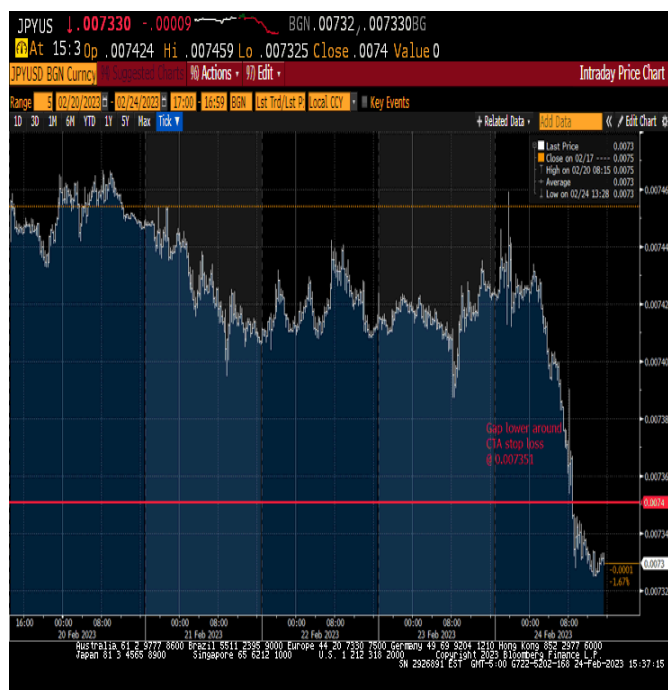 JPYUS ↓.007330 -.00009 BGN.00732/.007330BG
At 15:3 Op .007424 Hi .007459 Lo .007325 Close .0074 Value 0
JPYUSD BGN Curncy 94) Suggested Charts 96) Actions 97) Edit Intraday Price Chart
Range 5 02/20/2023 - 02/24/2023 17:00 - 16:59 BGN Lst Trd/Lst P Local CCY Key Events
1D 3D 1M 6M YTD 1Y 5Y Max Tick ▼ + Related Data Add Data « Edit Chart
Last Price 0.0073
Close on 02/17 ---- 0.0075
High on 02/20 08:15 0.0075
Average 0.0073
Low on 02/24 13:28 0.0073
0.00746
0.00744
0.00742
0.00740
0.00738
Gap lower around
CTA stop loss
@ 0.007351
0.00736
0.0074
0.00734
0.0073
-0.0001
-1.67%
0.00732
16:00 00:00 08:00 00:00 08:00 00:00 08:00 00:00 08:00 00:00 08:00
20 Feb 2023 21 Feb 2023 22 Feb 2023 23 Feb 2023 24 Feb 2023
Australia 61 2 9777 8600 Brazil 5511 2395 9000 Europe 44 20 7330 7500 Germany 49 69 9204 1210 Hong Kong 852 2977 6000
Japan 81 3 4565 8900 Singapore 65 6212 1000 U.S. 1 212 318 2000 Copyright 2023 Bloomberg Finance L.P.
SN 2926891 EST GMT-5:00 G722-5202-168 24-Feb-2023 15:37:15